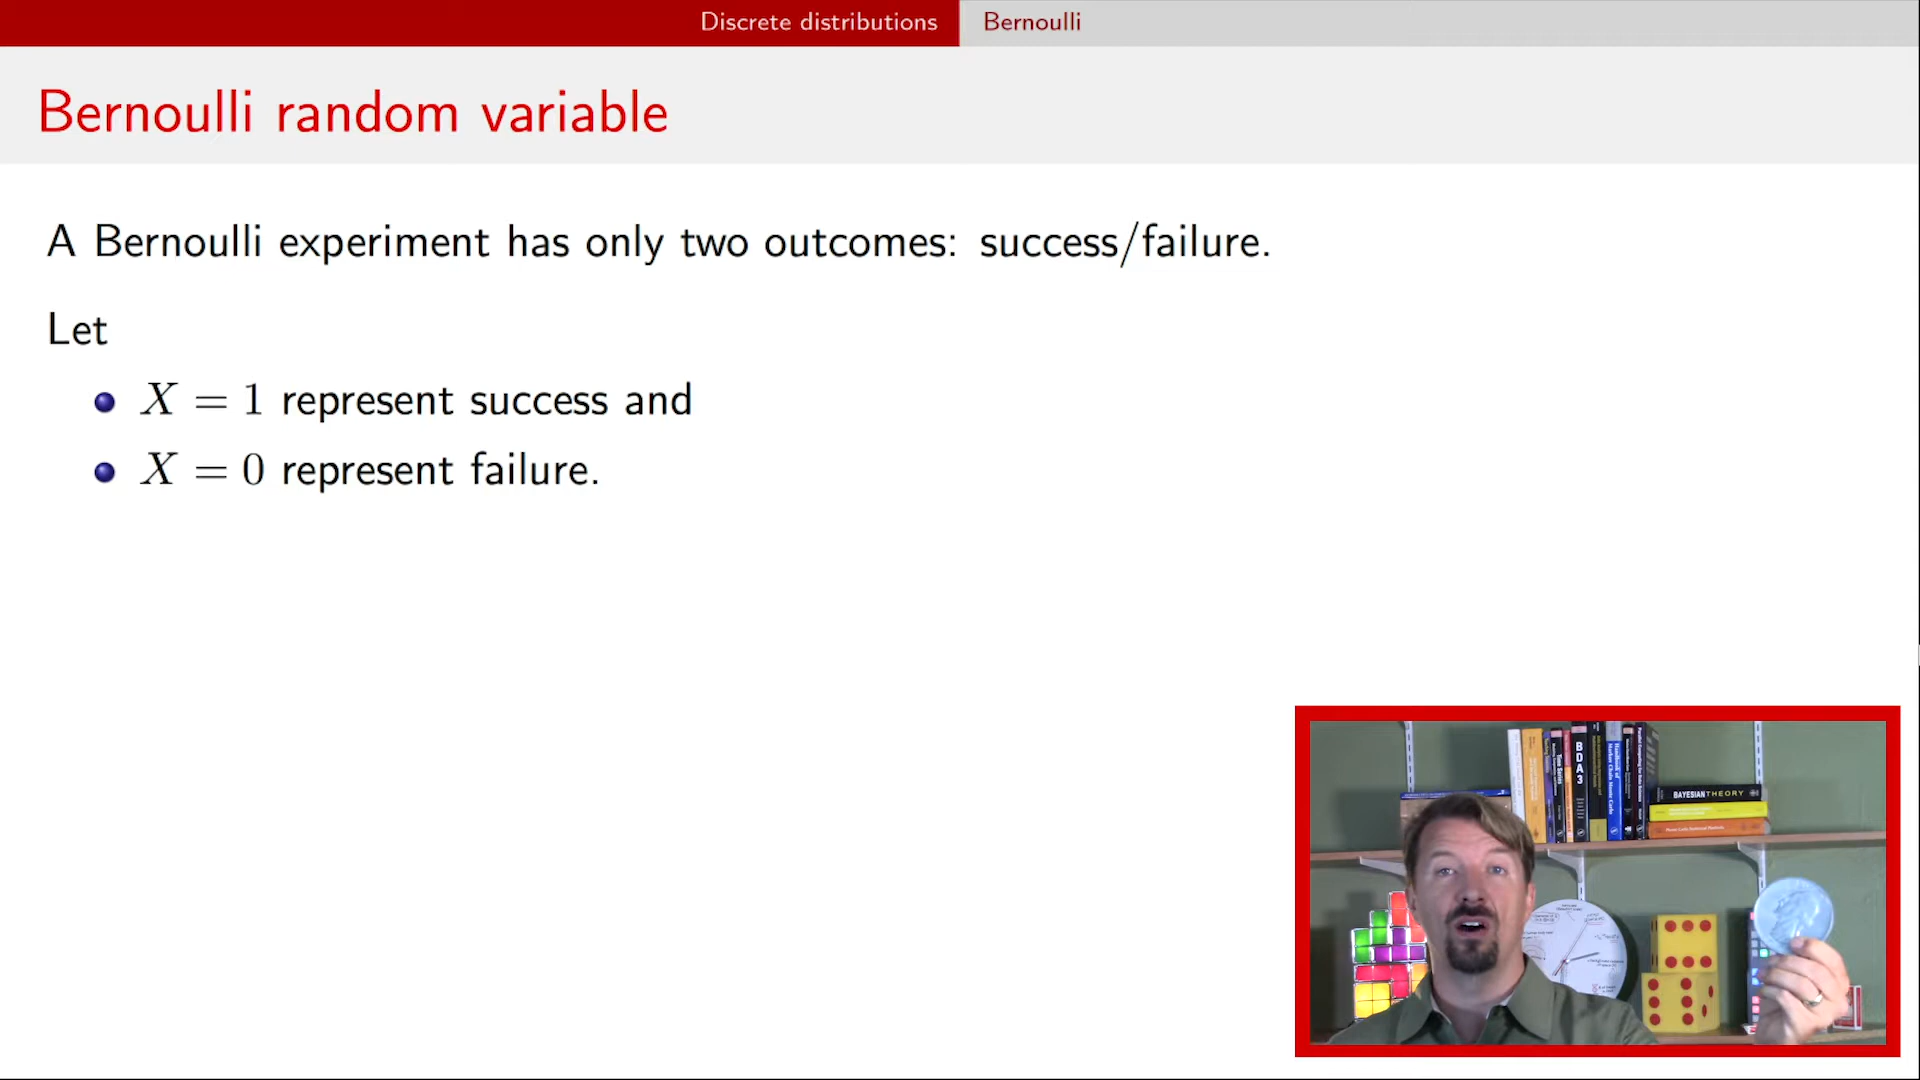 Discrete distributions Bernoulli
Bernoulli random variable
A Bernoulli experiment has only two outcomes: success/failure.
Let
X = 1 represent success and
X = 0 represent failure.
BDA3
BAYESIAN THEORY